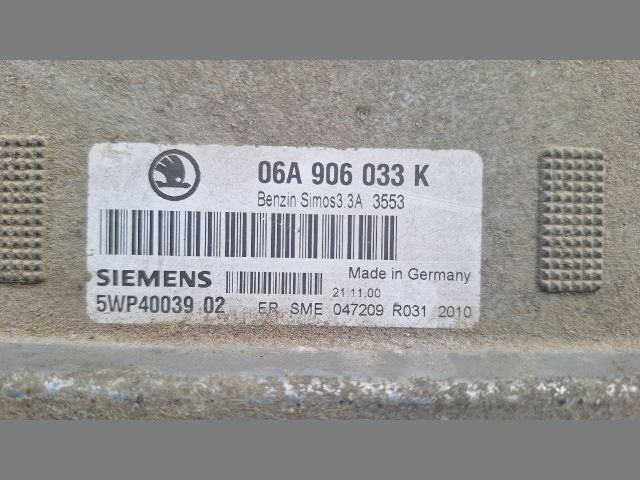 06A 906 033 K
Benzin Simos3.3A 3553
SIEMENS
Made in Germany
21.11.00
5WP40039 02
ER SME 047209 R031 2010